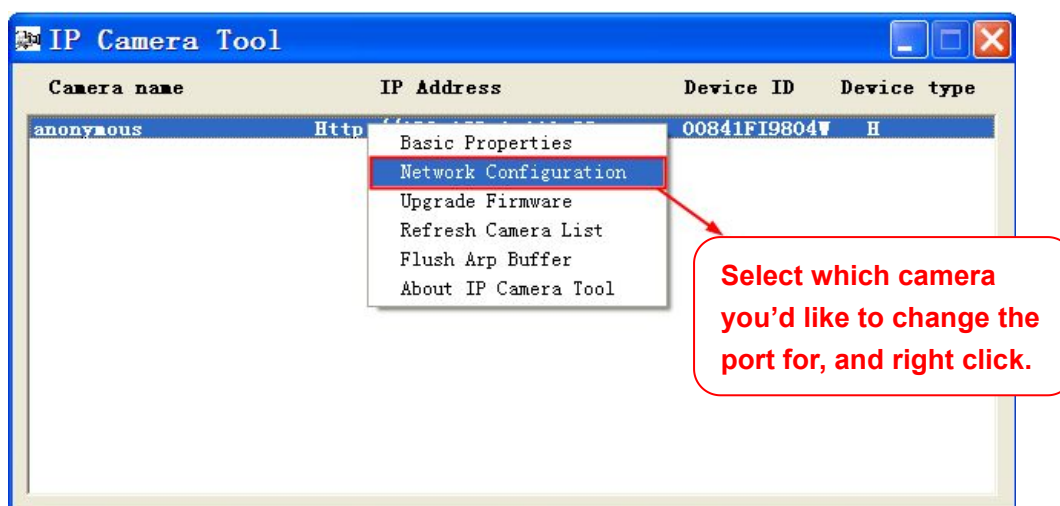 IP Camera Tool
Camera name IP Address Device ID Device type
anonymous Http 00841FI9804W H
Basic Properties
Network Configuration
Upgrade Firmware
Refresh Camera List
Flush Arp Buffer
About IP Camera Tool
Select which camera
you’d like to change the
port for, and right click.